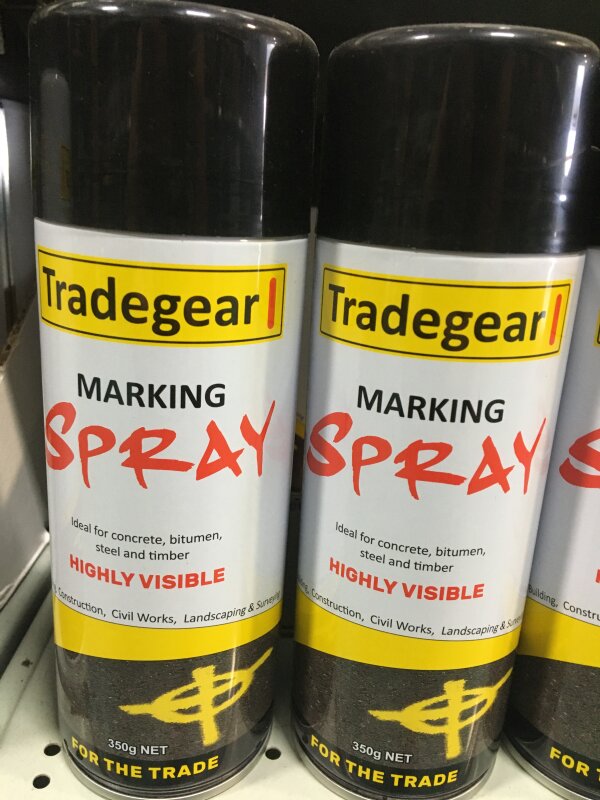 Tradegear
MARKING
SPRAY
Ideal for concrete, bitumen,
steel and timber
HIGHLY VISIBLE
Construction, Civil Works, Landscaping & Surveying
350g NET
FOR THE TRADE
Tradegear
MARKING
SPRAY
Ideal for concrete, bitumen,
steel and timber
HIGHLY VISIBLE
Construction, Civil Works, Landscaping &
350g NET
FOR THE TRADE
Building,
FOR